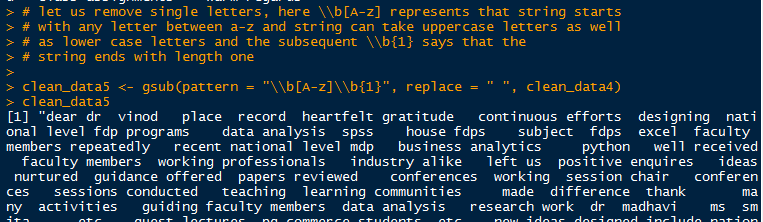 > # let us remove single letters, here \\b[A-z] represents that string starts
> # with any letter between a-z and string can take uppercase letters as well
> # as lower case letters and the subsequent \\b{1} says that the
> # string ends with length one
>
> clean_data5 <- gsub(pattern = "\\b[A-z]\\b{1}", replace = " ", clean_data4)
> clean_data5
[1] "dear dr  vinod   place  record  heartfelt gratitude   continuous efforts  designing  nati
onal level fdp programs    data analysis  spss    house fdps    subject  fdps  excel  faculty
members repeatedly   recent national level mdp   business analytics     python   well received
  faculty members   working professionals    industry alike   left us   positive enquires   ideas
 nurtured  guidance offered  papers reviewed   conferences  working  session chair   conferen
ces   sessions conducted   teaching   learning communities     made  difference  thank    ma
ny  activities   guiding faculty members  data analysis   research work  dr  madhavi   ms  sm